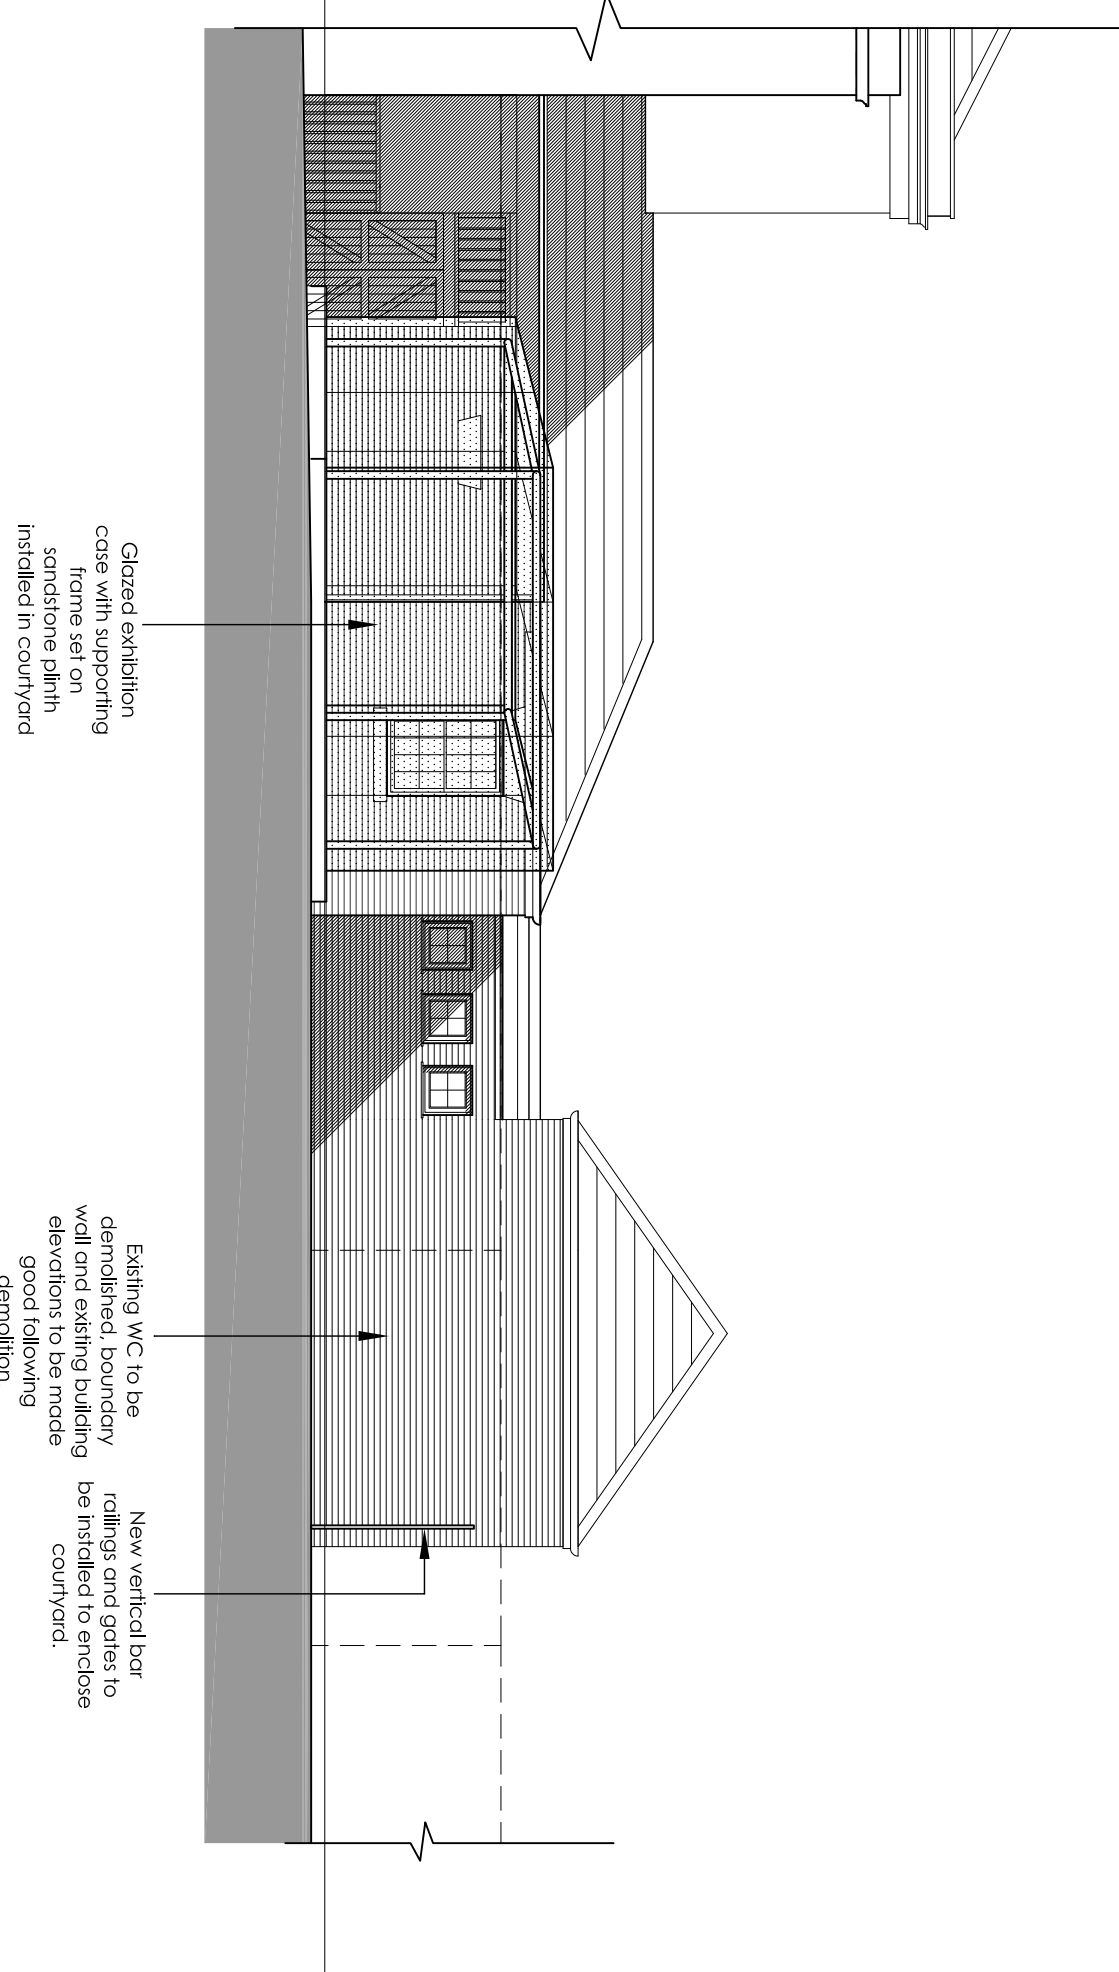 Glazed exhibition
case with supporting
frame set on
sandstone plinth
installed in courtyard
Existing WC to be
demolished, boundary
wall and existing building
elevations to be made
good following
demolition
New vertical bar
railings and gates to
be installed to enclose
courtyard.